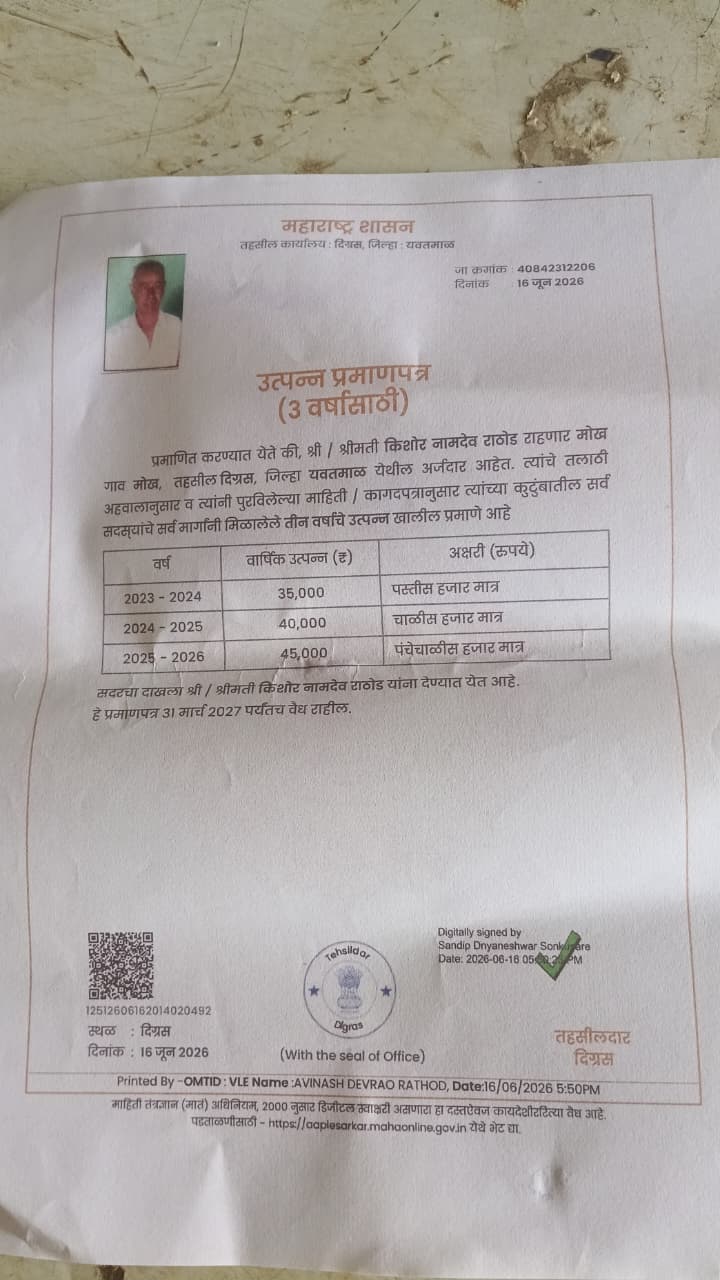 महाराष्ट्र शासन
तहसील कार्यालय : दिग्रस, जिल्हा : यवतमाळ
जा क्रमांक : 40842312206
दिनांक : 16 जून 2026
उत्पन्न प्रमाणपत्र
(3 वर्षासाठी)
प्रमाणित करण्यात येते की, श्री / श्रीमती किशोर नामदेव राठोड राहणार मोख
गाव मोख, तहसील दिग्रस, जिल्हा यवतमाळ येथील अर्जदार आहेत. त्यांचे तलाठी
अहवालानुसार व त्यांनी पुरविलेल्या माहिती / कागदपत्रानुसार त्यांच्या कुटुंबातील सर्व
सदस्यांचे सर्व मार्गांनी मिळालेले तीन वर्षाचे उत्पन्न खालील प्रमाणे आहे
वर्ष वार्षिक उत्पन्न (₹) अक्षरी (रुपये)
2023 - 2024 35,000 पस्तीस हजार मात्र
2024 - 2025 40,000 चाळीस हजार मात्र
2025 - 2026 45,000 पंचेचाळीस हजार मात्र
सदरचा दाखला श्री / श्रीमती किशोर नामदेव राठोड यांना देण्यात येत आहे.
हे प्रमाणपत्र 31 मार्च 2027 पर्यंतच वैध राहील.
Digitally signed by
Sandip Dnyaneshwar Sonkusare
Date: 2026-06-16
Tehsildar
Digras
12512606162014020492
स्थळ : दिग्रस
दिनांक : 16 जून 2026
(With the seal of Office)
तहसीलदार
दिग्रस
Printed By -OMTID : VLE Name :AVINASH DEVRAO RATHOD, Date:16/06/2026 5:50PM
माहिती तंत्रज्ञान (मातं) अधिनियम, 2000 नुसार डिजीटल स्वाक्षरी असणारा हा दस्तऐवज कायदेशीररित्या वैध आहे.
पडताळणीसाठी - https://aaplesarkar.mahaonline.gov.in येथे भेट द्या.